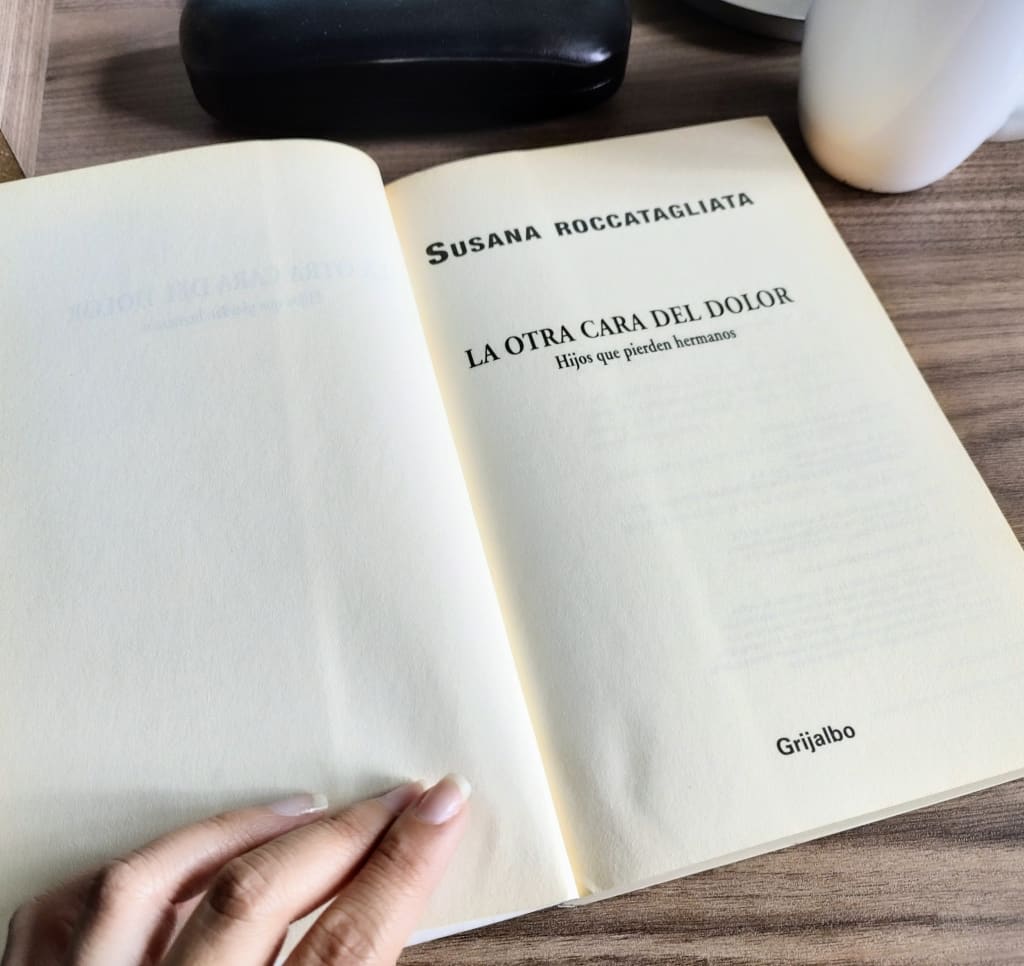 SUSANA ROCCATAGLIATA
LA OTRA CARA DEL DOLOR
Hijos que pierden hermanos
Grijalbo